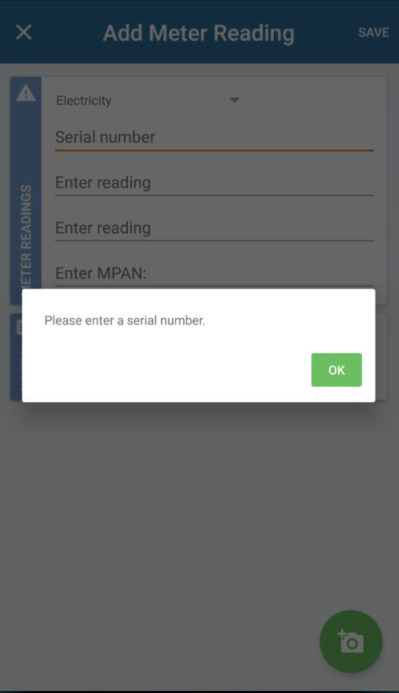 Add Meter Reading
SAVE
Electricity
Serial number
Enter reading
Enter reading
Enter MPAN:
METER READINGS
Please enter a serial number.
OK